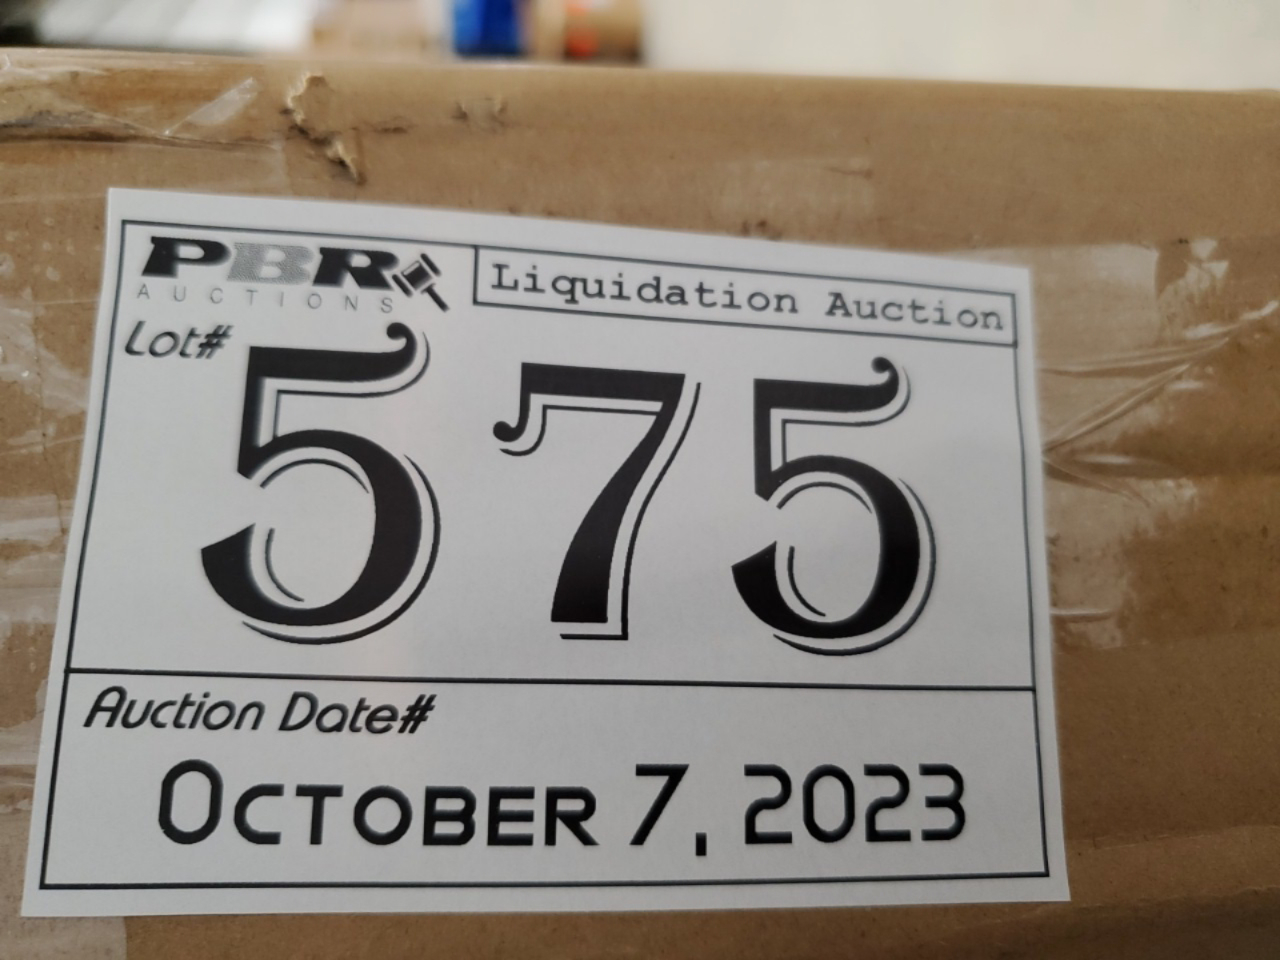 PBR
AUCTIONS
Liquidation Auction
Lot#
575
Auction Date#
OCTOBER 7, 2023